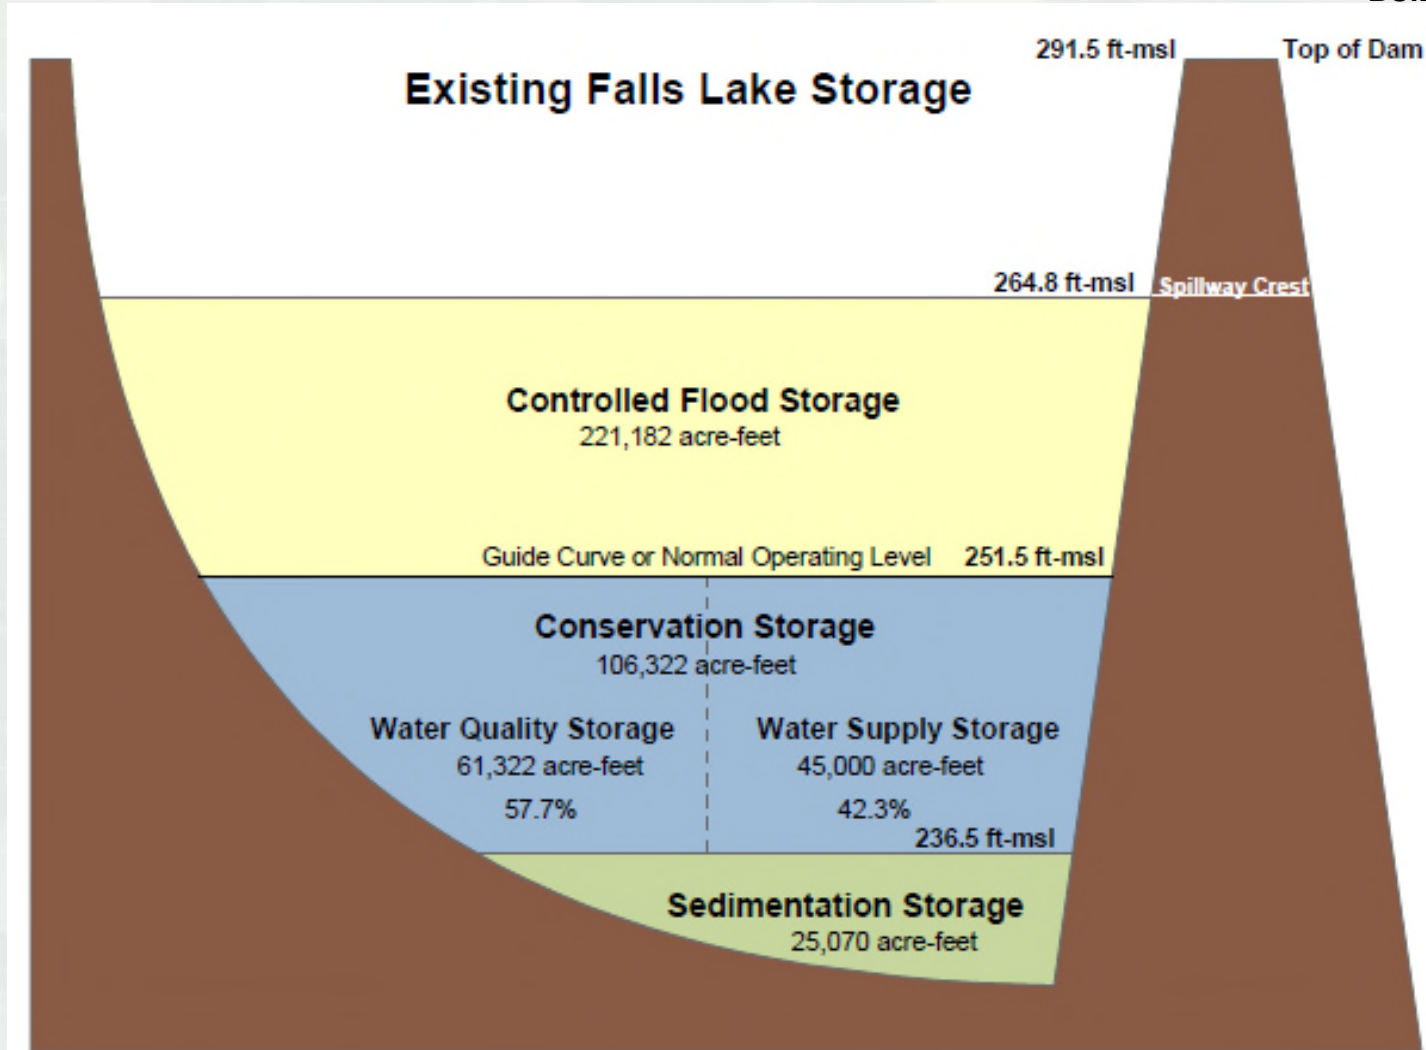 291.5 ft-msl Top of Dam
Existing Falls Lake Storage
264.8 ft-msl Spillway Crest
Controlled Flood Storage
221,182 acre-feet
Guide Curve or Normal Operating Level 251.5 ft-msl
Conservation Storage
106,322 acre-feet
Water Quality Storage Water Supply Storage
61,322 acre-feet 45,000 acre-feet
57.7% 42.3%
236.5 ft-msl
Sedimentation Storage
25,070 acre-feet